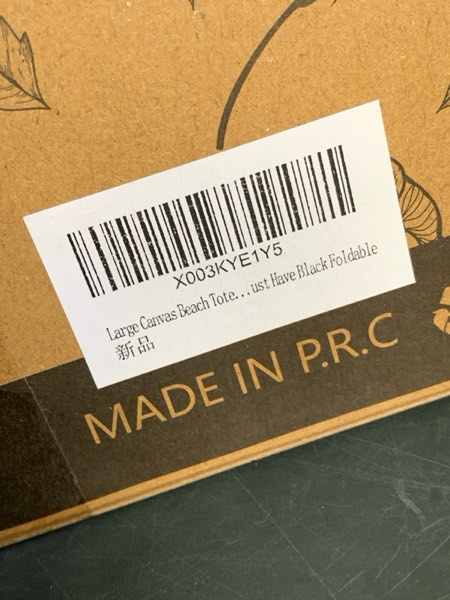 X003KYE1Y5
Large Canvas Beach Tote...ust Have Black Foldable
新品
MADE IN P.R.C